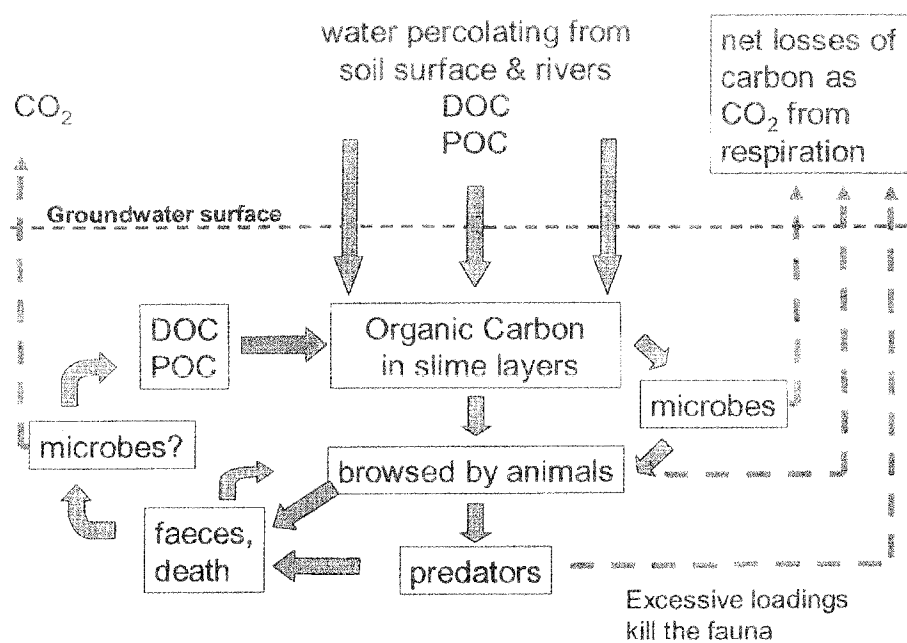 water percolating from
soil surface & rivers
DOC
POC
net losses of
carbon as
CO₂ from
respiration
CO₂
Groundwater surface
DOC
POC
Organic Carbon
in slime layers
microbes
microbes?
browsed by animals
faeces,
death
predators
Excessive loadings
kill the fauna